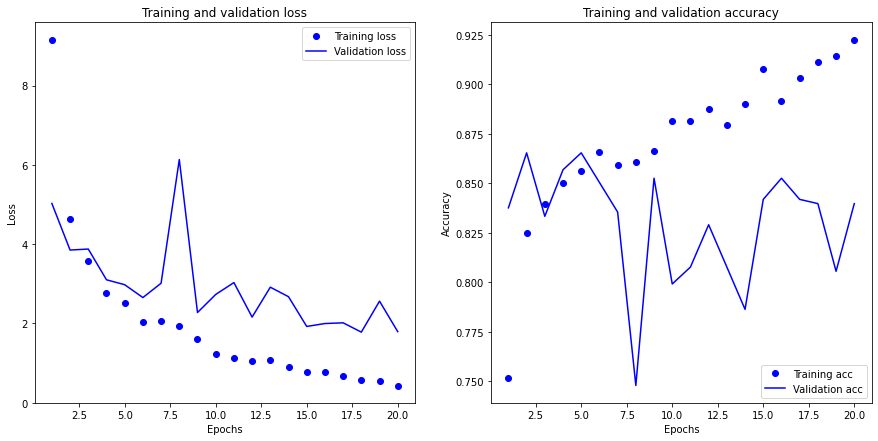 Training and validation loss
Training loss
Validation loss
8
6
4
2
0
Loss
2.5 5.0 7.5 10.0 12.5 15.0 17.5 20.0
Epochs
Training and validation accuracy
0.925
0.900
0.875
0.850
0.825
0.800
0.775
0.750
Accuracy
Training acc
Validation acc
2.5 5.0 7.5 10.0 12.5 15.0 17.5 20.0
Epochs